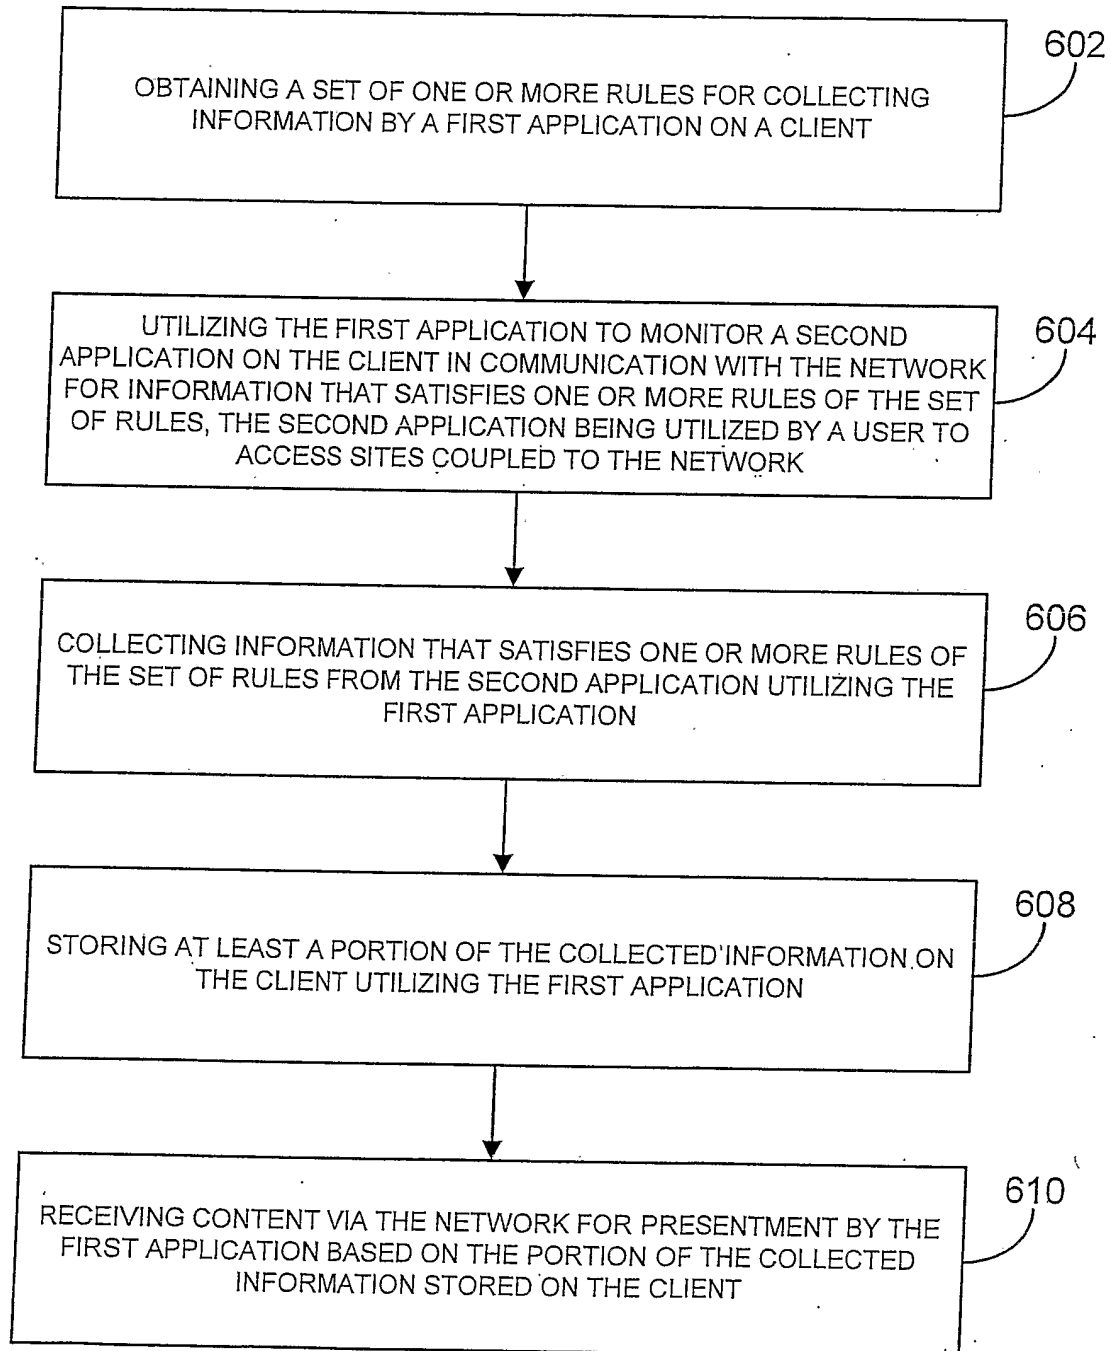 602
OBTAINING A SET OF ONE OR MORE RULES FOR COLLECTING
INFORMATION BY A FIRST APPLICATION ON A CLIENT
604
UTILIZING THE FIRST APPLICATION TO MONITOR A SECOND
APPLICATION ON THE CLIENT IN COMMUNICATION WITH THE NETWORK
FOR INFORMATION THAT SATISFIES ONE OR MORE RULES OF THE SET
OF RULES, THE SECOND APPLICATION BEING UTILIZED BY A USER TO
ACCESS SITES COUPLED TO THE NETWORK
606
COLLECTING INFORMATION THAT SATISFIES ONE OR MORE RULES OF
THE SET OF RULES FROM THE SECOND APPLICATION UTILIZING THE
FIRST APPLICATION
608
STORING AT LEAST A PORTION OF THE COLLECTED INFORMATION ON
THE CLIENT UTILIZING THE FIRST APPLICATION
610
RECEIVING CONTENT VIA THE NETWORK FOR PRESENTMENT BY THE
FIRST APPLICATION BASED ON THE PORTION OF THE COLLECTED
INFORMATION STORED ON THE CLIENT